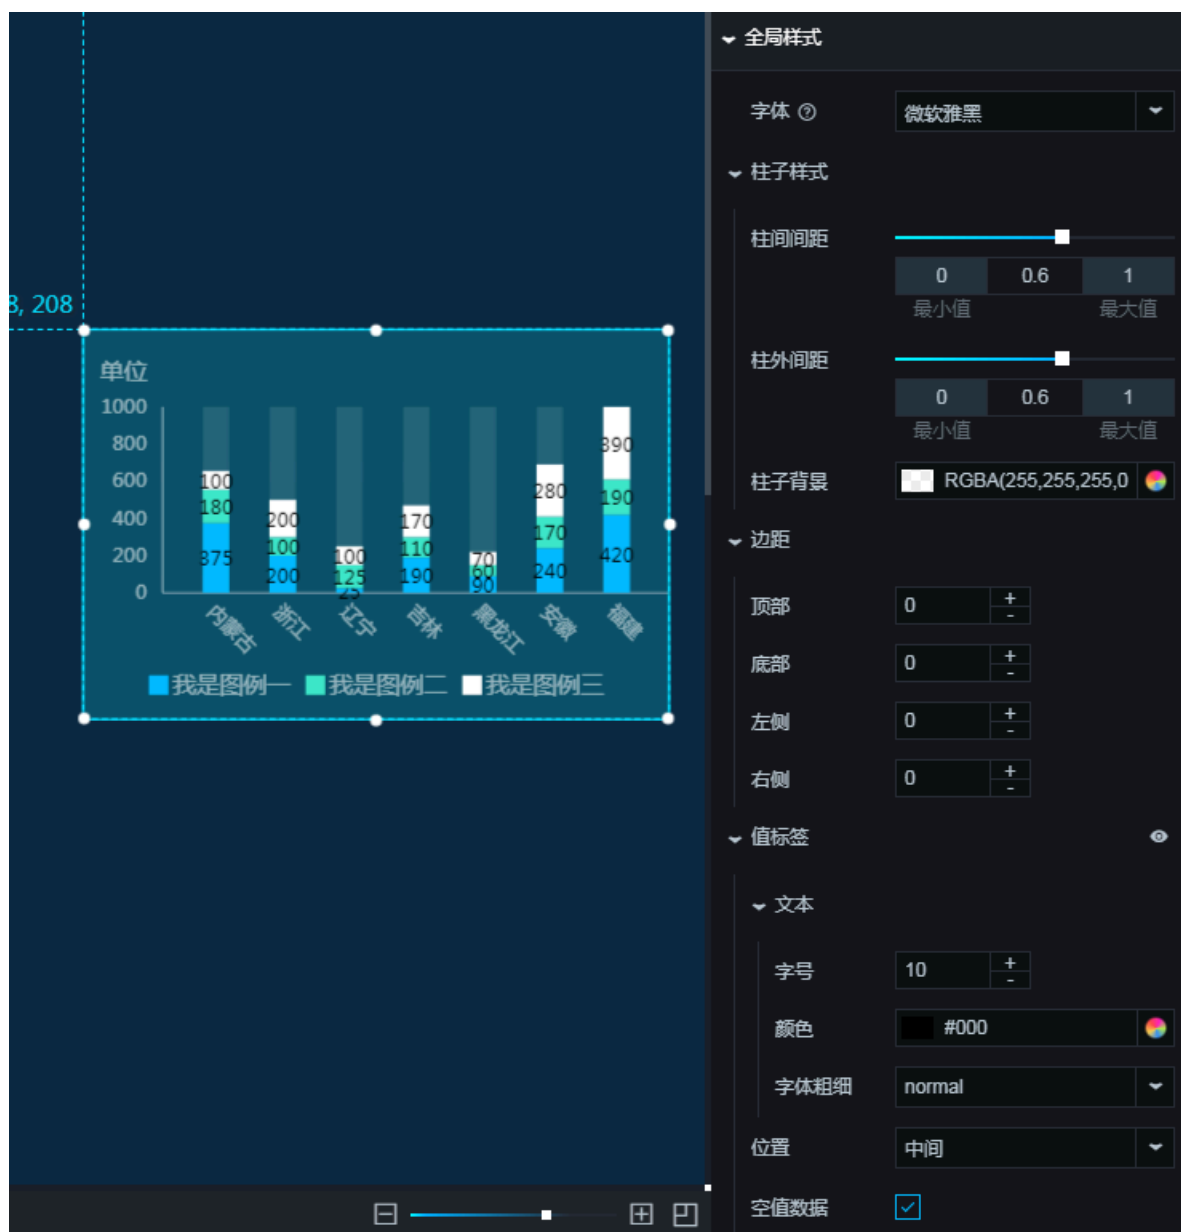 全局样式
字体
微软雅黑
柱子样式
柱间间距
0 0.6 1
最小值 最大值
柱外间距
0 0.6 1
最小值 最大值
柱子背景 RGBA(255,255,255,0
边距
顶部 0 + -
底部 0 + -
左侧 0 + -
右侧 0 + -
值标签
文本
字号 10 + -
颜色 #000
字体粗细 normal
位置 中间
空值数据
3, 208
单位
1000
800
600
400
200
0
100
180
375
200
100
200
100
125
25
170
110
190
70
60
90
280
170
240
390
190
420
内蒙古 浙江 辽宁 吉林 黑龙江 安徽 福建
我是图例一 我是图例二 我是图例三